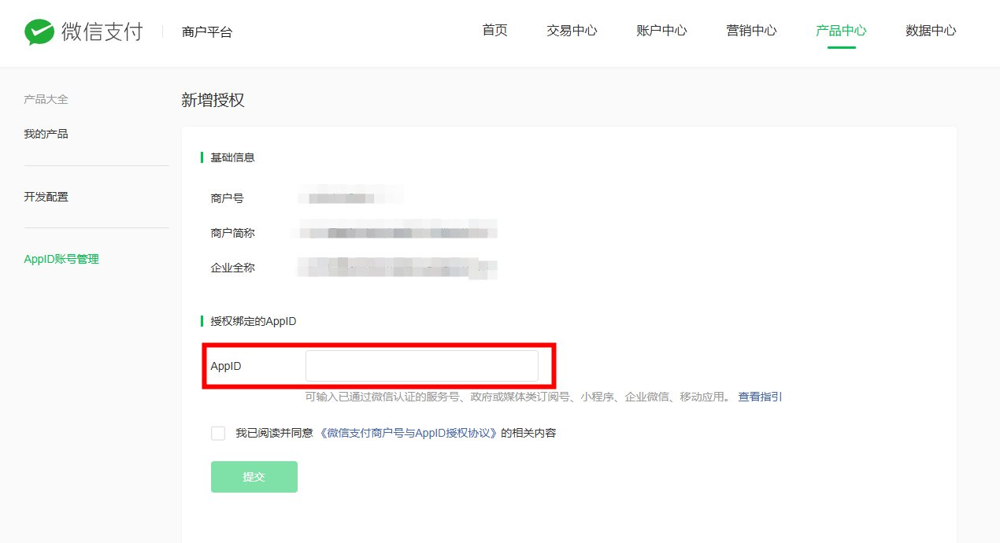 微信支付 商户平台 首页 交易中心 账户中心 营销中心 产品中心 数据中心
产品大全
我的产品
开发配置
AppID账号管理
新增授权
基础信息
商户号
商户简称
企业全称
授权绑定的AppID
AppID
可输入已通过微信认证的服务号、政府或媒体类订阅号、小程序、企业微信、移动应用。 查看指引
我已阅读并同意《微信支付商户号与AppID授权协议》的相关内容
提交